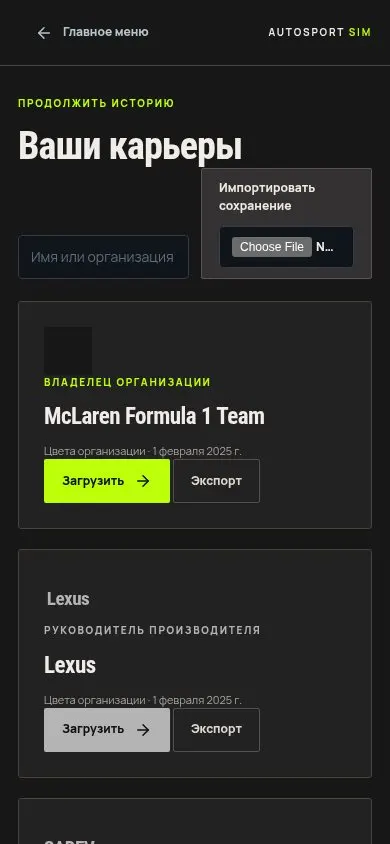 Главное меню
AUTOSPORT SIM
ПРОДОЛЖИТЬ ИСТОРИЮ
Ваши карьеры
Импортировать
сохранение
Имя или организация
Choose File N...
ВЛАДЕЛЕЦ ОРГАНИЗАЦИИ
McLaren Formula 1 Team
Цвета организации · 1 февраля 2025 г.
Загрузить
Экспорт
Lexus
РУКОВОДИТЕЛЬ ПРОИЗВОДИТЕЛЯ
Lexus
Цвета организации · 1 февраля 2025 г.
Загрузить
Экспорт